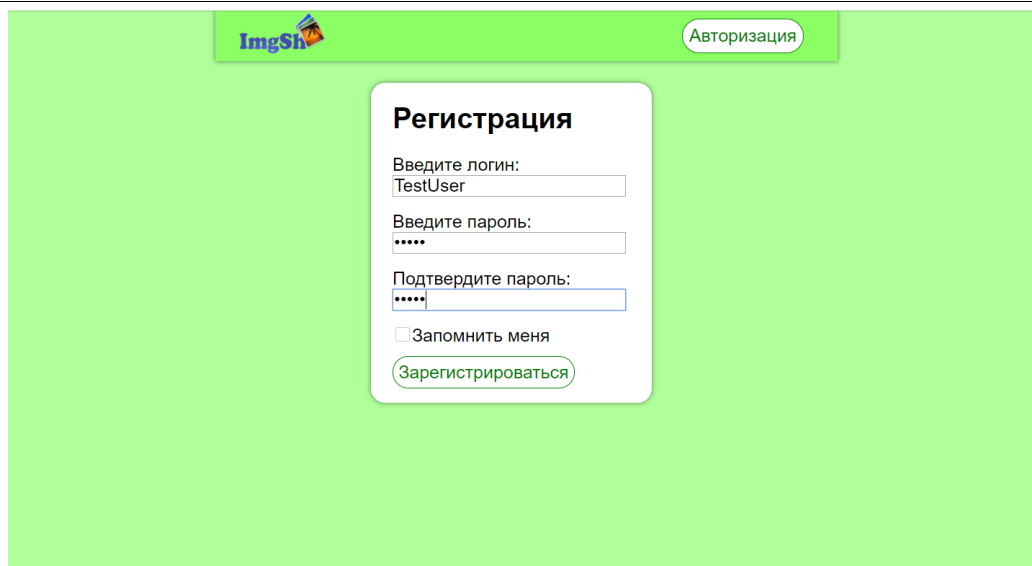 ImgSh
Авторизация
Регистрация
Введите логин:
TestUser
Введите пароль:
•••••
Подтвердите пароль:
•••••
Запомнить меня
Зарегистрироваться